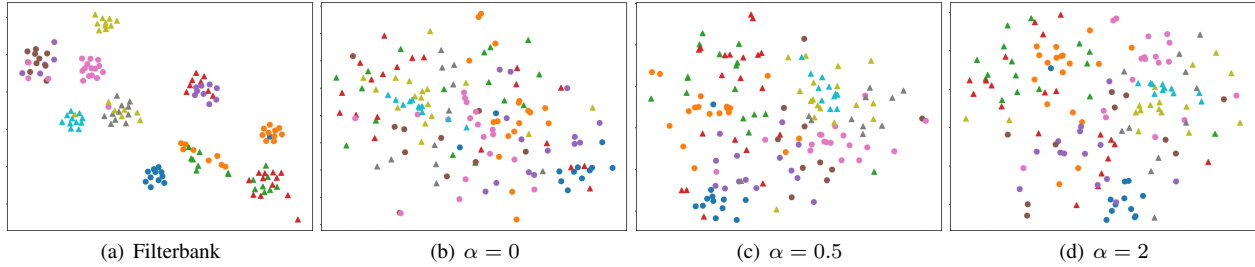 (a) Filterbank
(b) α = 0
(c) α = 0.5
(d) α = 2